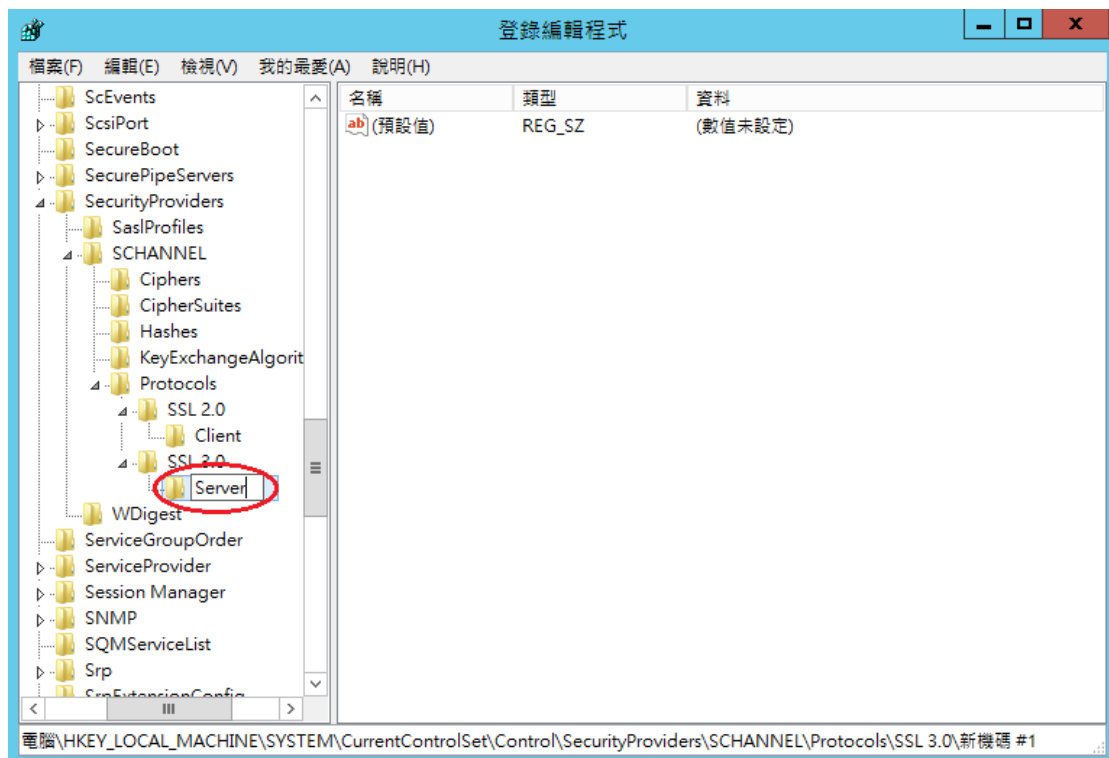 登錄編輯程式
檔案(F) 編輯(E) 檢視(V) 我的最愛(A) 說明(H)
ScEvents
ScsiPort
SecureBoot
SecurePipeServers
SecurityProviders
SaslProfiles
SCHANNEL
Ciphers
CipherSuites
Hashes
KeyExchangeAlgorit
Protocols
SSL 2.0
Client
SSL 3.0
Server
WDigest
ServiceGroupOrder
ServiceProvider
Session Manager
SNMP
SQMServiceList
Srp
SrpExtensionConfig
名稱 類型 資料
ab (預設值) REG_SZ (數值未設定)
電腦\HKEY_LOCAL_MACHINE\SYSTEM\CurrentControlSet\Control\SecurityProviders\SCHANNEL\Protocols\SSL 3.0\新機碼 #1